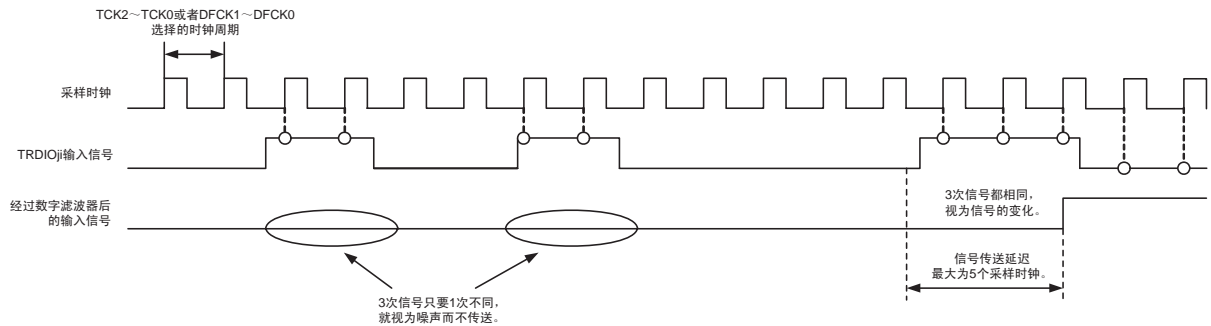 TCK2～TCK0或者DFCK1～DFCK0
选择的时钟周期
采样时钟
TRDIOji输入信号
经过数字滤波器后
的输入信号
3次信号都相同，
视为信号的变化。
信号传送延迟
最大为5个采样时钟。
3次信号只要1次不同，
就视为噪声而不传送。